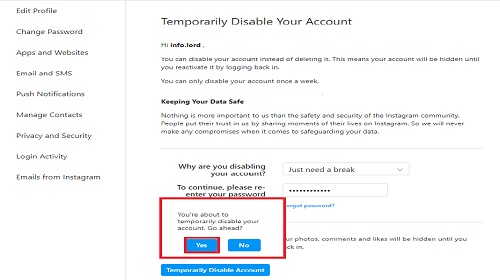 Edit Profile
Change Password
Apps and Websites
Email and SMS
Push Notifications
Manage Contacts
Privacy and Security
Login Activity
Emails from Instagram
Temporarily Disable Your Account
Hi info.lord ,
You can disable your account instead of deleting it. This means your account will be hidden until
you reactivate it by logging back in.
You can only disable your account once a week.
Keeping Your Data Safe
Nothing is more important to us than the safety and security of the Instagram community.
People put their trust in us by sharing moments of their lives on Instagram. So we will never
make any compromises when it comes to safeguarding your data.
Why are you disabling
your account?
Just need a break
To continue, please re-
enter your password
••••••••••••
Forgot password?
You're about to
temporarily disable your
account. Go ahead?
Yes
No
ur photos, comments and likes will be hidden until you
back in.
Temporarily Disable Account